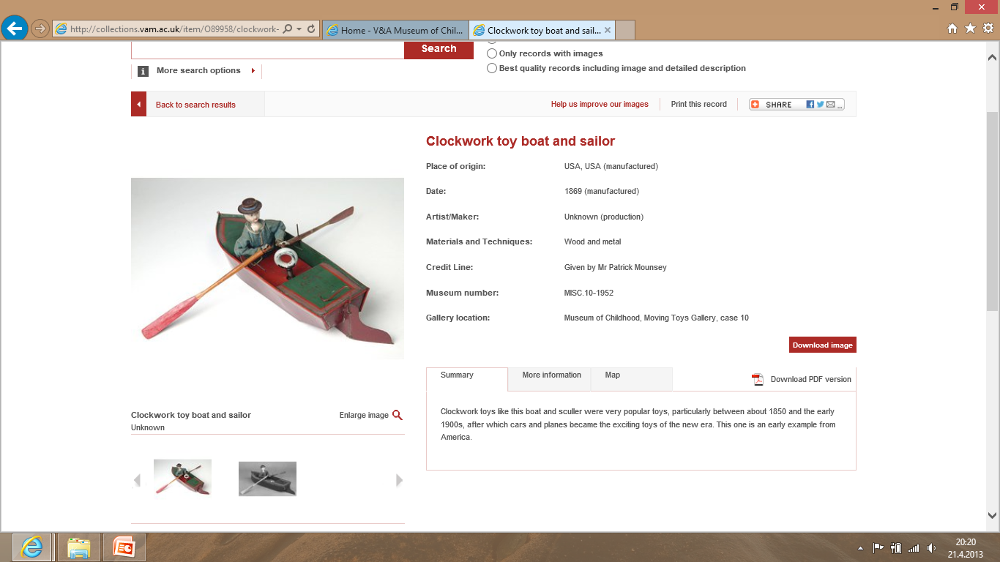 http://collections.vam.ac.uk/item/O89958/clockwork-
Home - V&A Museum of Chil...
Clockwork toy boat and sail...
Search
Only records with images
Best quality records including image and detailed description
i More search options
Back to search results
Help us improve our images
Print this record
SHARE ...
Clockwork toy boat and sailor
Place of origin: USA, USA (manufactured)
Date: 1869 (manufactured)
Artist/Maker: Unknown (production)
Materials and Techniques: Wood and metal
Credit Line: Given by Mr Patrick Mounsey
Museum number: MISC.10-1952
Gallery location: Museum of Childhood, Moving Toys Gallery, case 10
Download image
Summary
More information
Map
Download PDF version
Clockwork toys like this boat and sculler were very popular toys, particularly between about 1850 and the early
1900s, after which cars and planes became the exciting toys of the new era. This one is an early example from
America.
Clockwork toy boat and sailor
Unknown
Enlarge image
20:20
21.4.2013